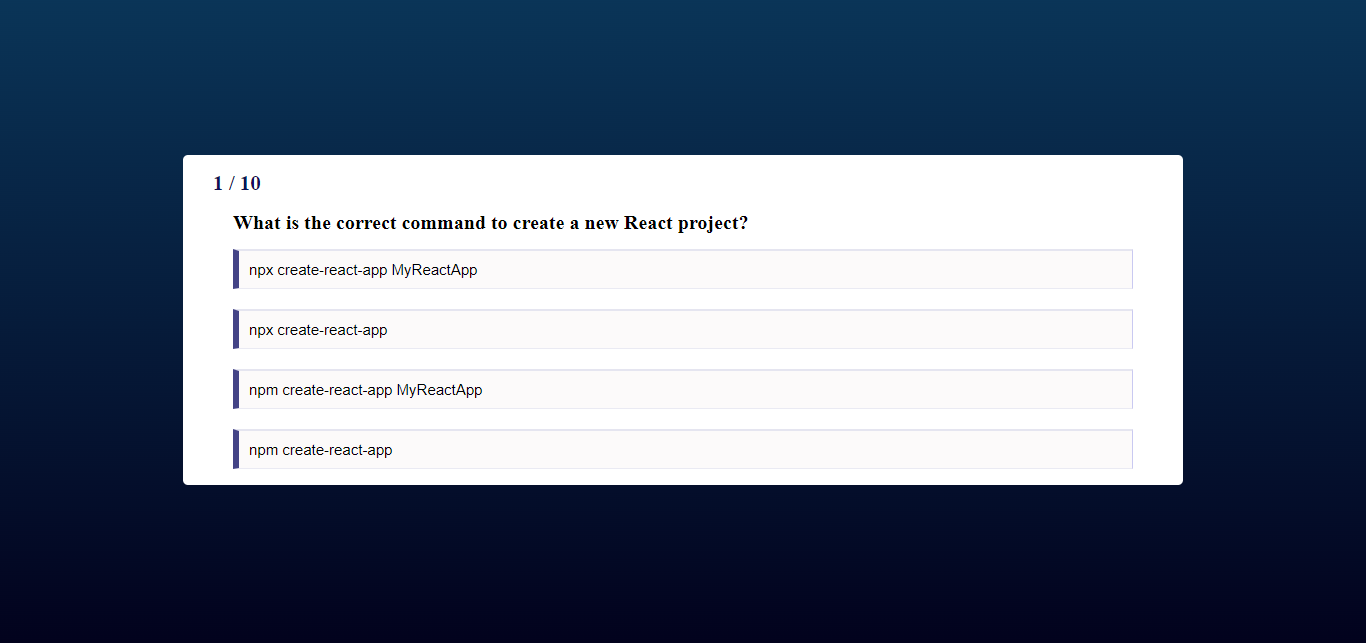 1 / 10
What is the correct command to create a new React project?
npx create-react-app MyReactApp
npx create-react-app
npm create-react-app MyReactApp
npm create-react-app